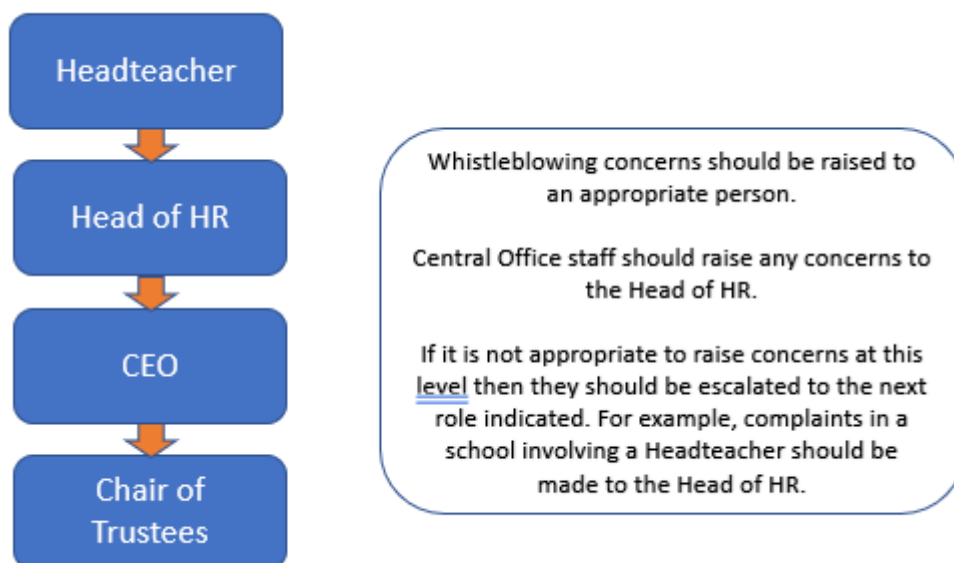 Headteacher
Head of HR
CEO
Chair of
Trustees
Whistleblowing concerns should be raised to
an appropriate person.
Central Office staff should raise any concerns to
the Head of HR.
If it is not appropriate to raise concerns at this
level then they should be escalated to the next
role indicated. For example, complaints in a
school involving a Headteacher should be
made to the Head of HR.